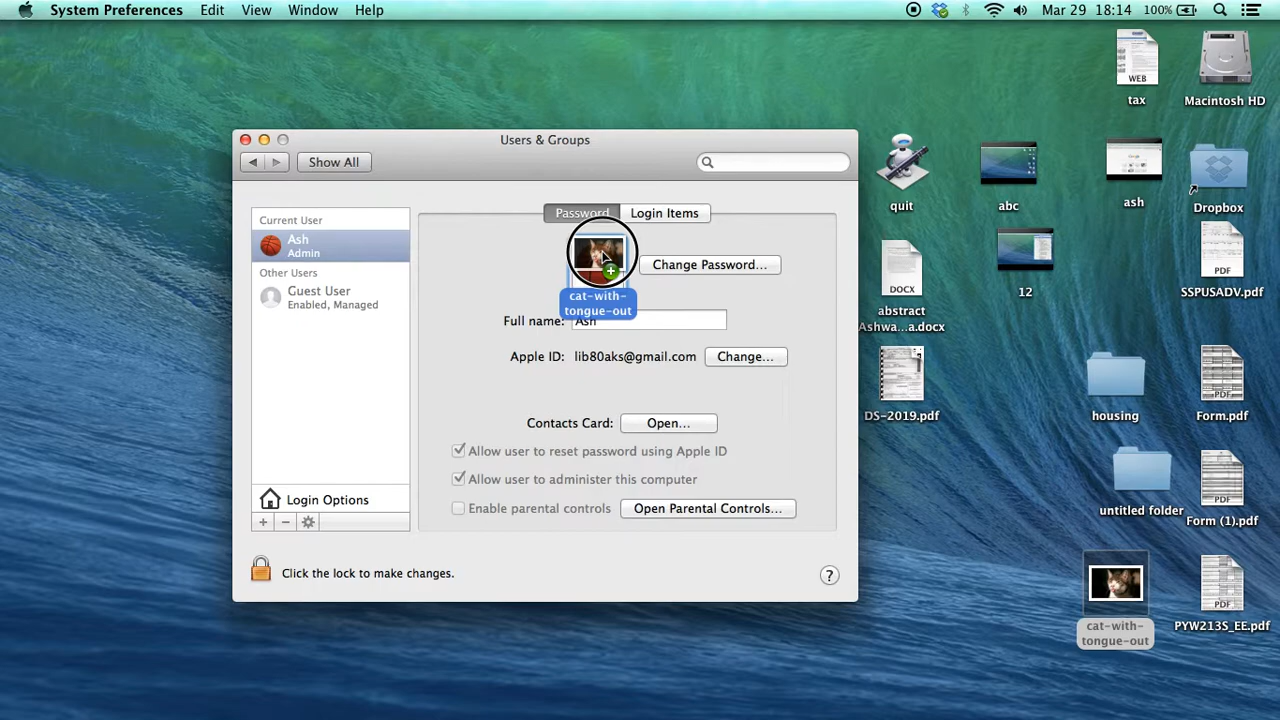 System Preferences Edit View Window Help Mar 29 18:14 100%
Users & Groups
Show All
Current User
Ash
Admin
Other Users
Guest User
Enabled, Managed
Login Options
Password Login Items
Change Password...
cat-with-
tongue-out
Full name: Ash
Apple ID: lib80aks@gmail.com Change...
Contacts Card: Open...
Allow user to reset password using Apple ID
Allow user to administer this computer
Enable parental controls Open Parental Controls...
Click the lock to make changes.
?
WEB
tax
Macintosh HD
quit
abc
ash
Dropbox
DOCX
abstract
Ashwa...a.docx
12
PDF
SSPUSADV.pdf
DS-2019.pdf
housing
Form.pdf
untitled folder
PDF
Form (1).pdf
cat-with-
tongue-out
PDF
PYW213S_EE.pdf